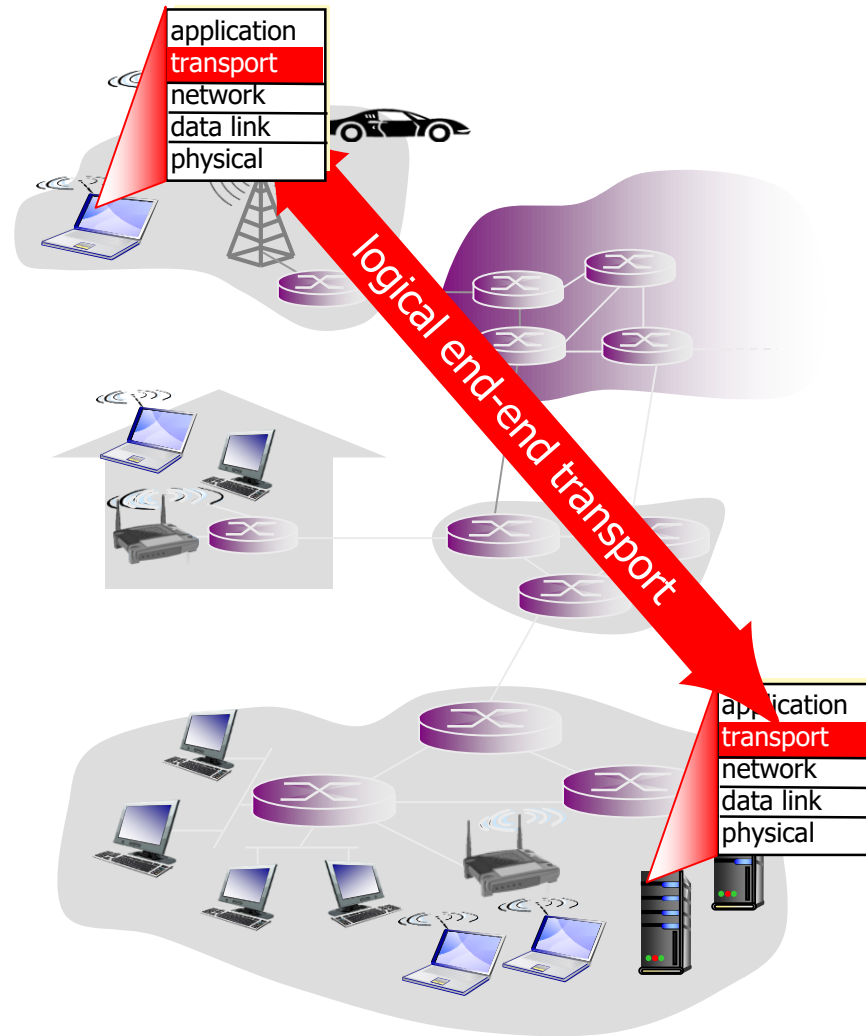 application
transport
network
data link
physical
logical end-end transport
application
transport
network
data link
physical